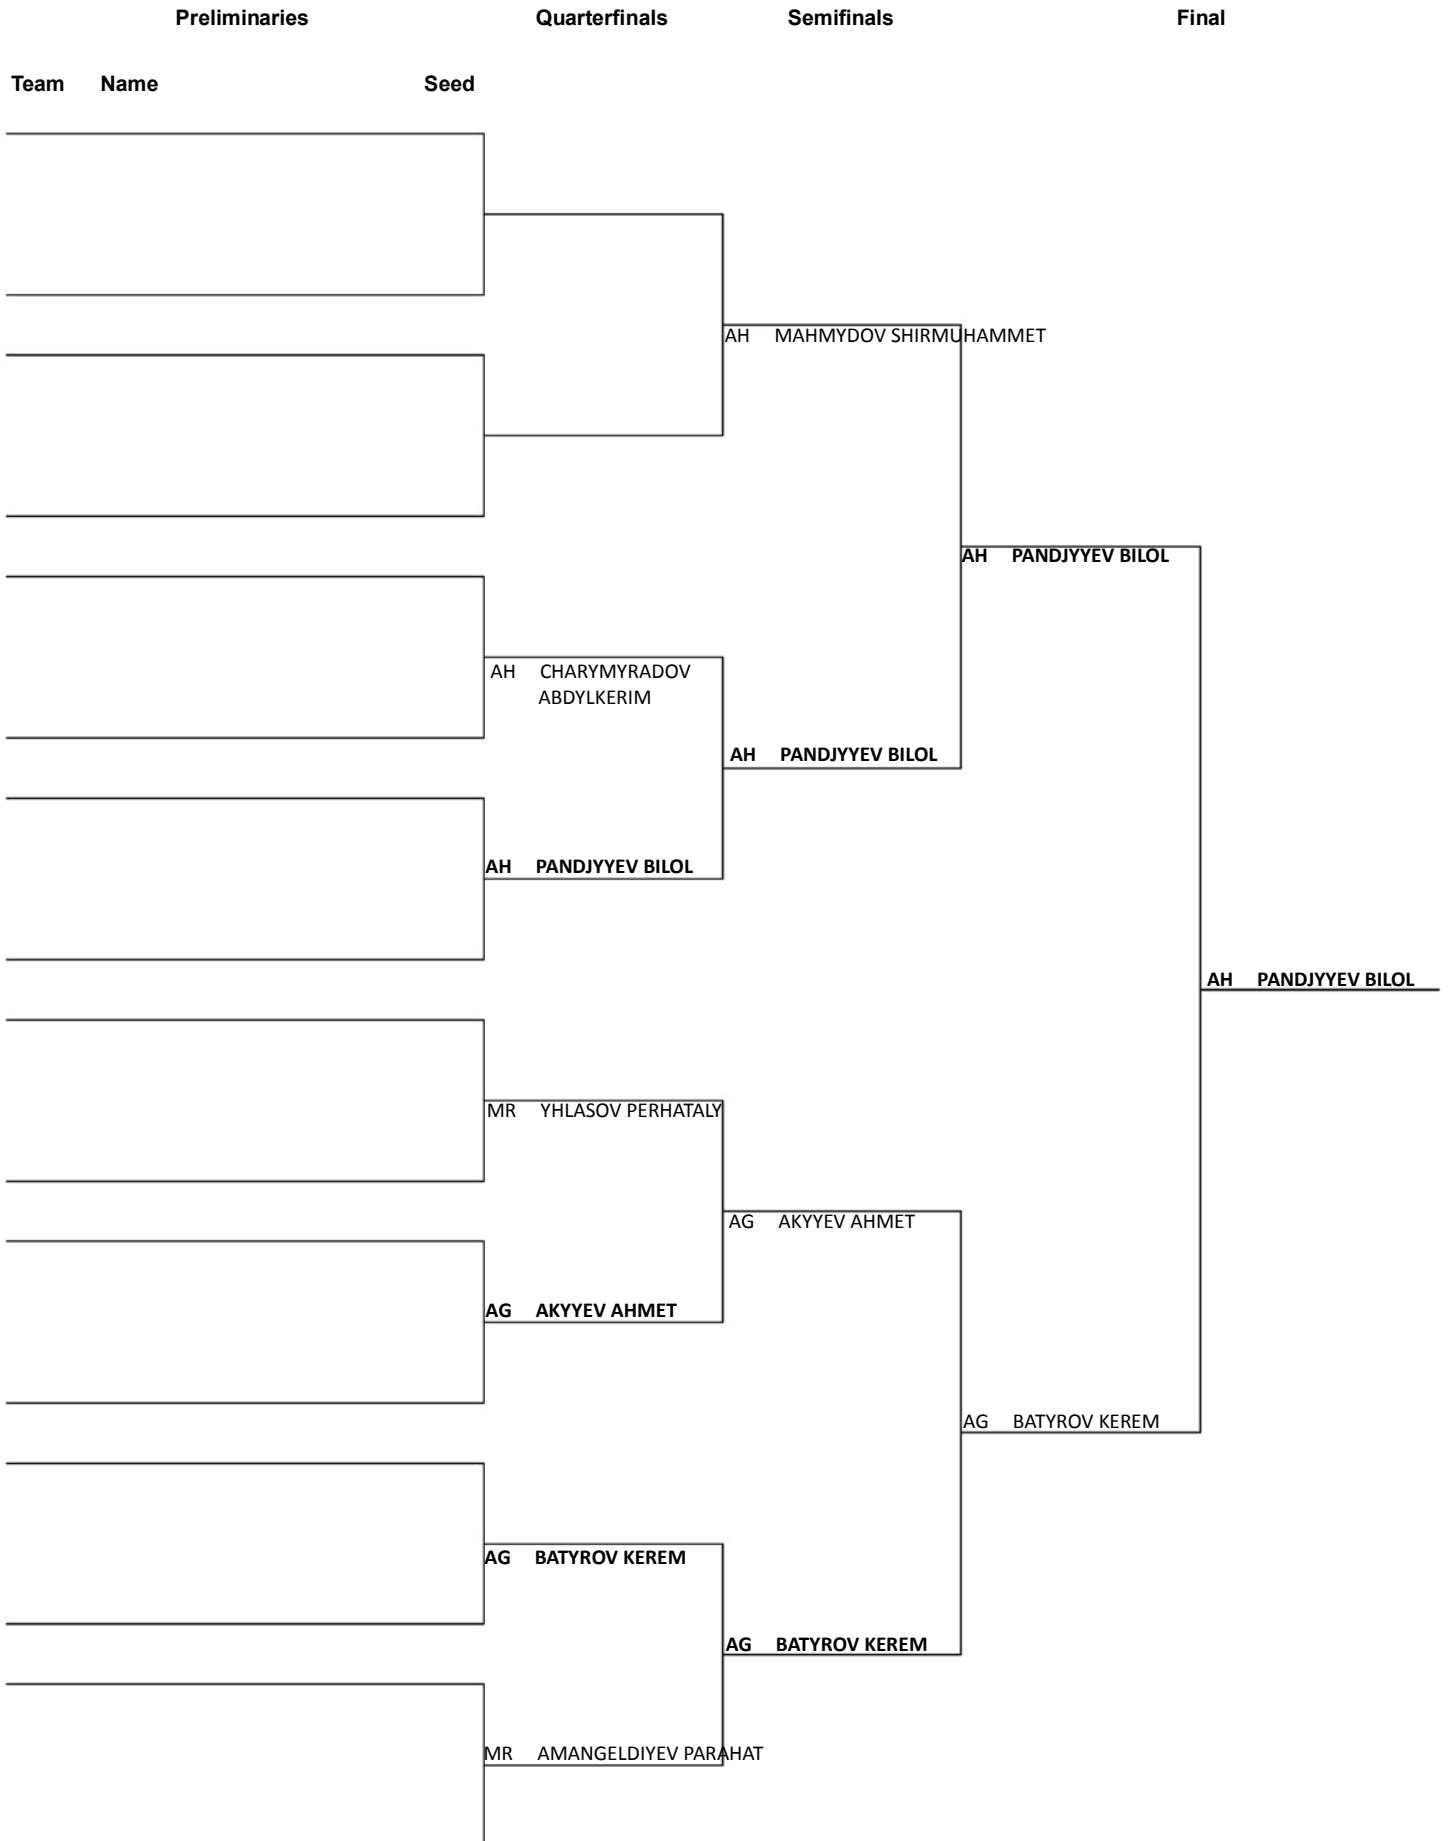 Preliminaries Quarterfinals Semifinals Final
Team Name Seed
AH MAHMYDOV SHIRMUHAMMET
AH PANDJYYEV BILOL
AH CHARYMYRADOV
ABDYLKERIM
AH PANDJYYEV BILOL
AH PANDJYYEV BILOL
AH PANDJYYEV BILOL
MR YHLASOV PERHATALY
AG AKYYEV AHMET
AG AKYYEV AHMET
AG BATYROV KEREM
AG BATYROV KEREM
AG BATYROV KEREM
MR AMANGELDIYEV PARAHAT